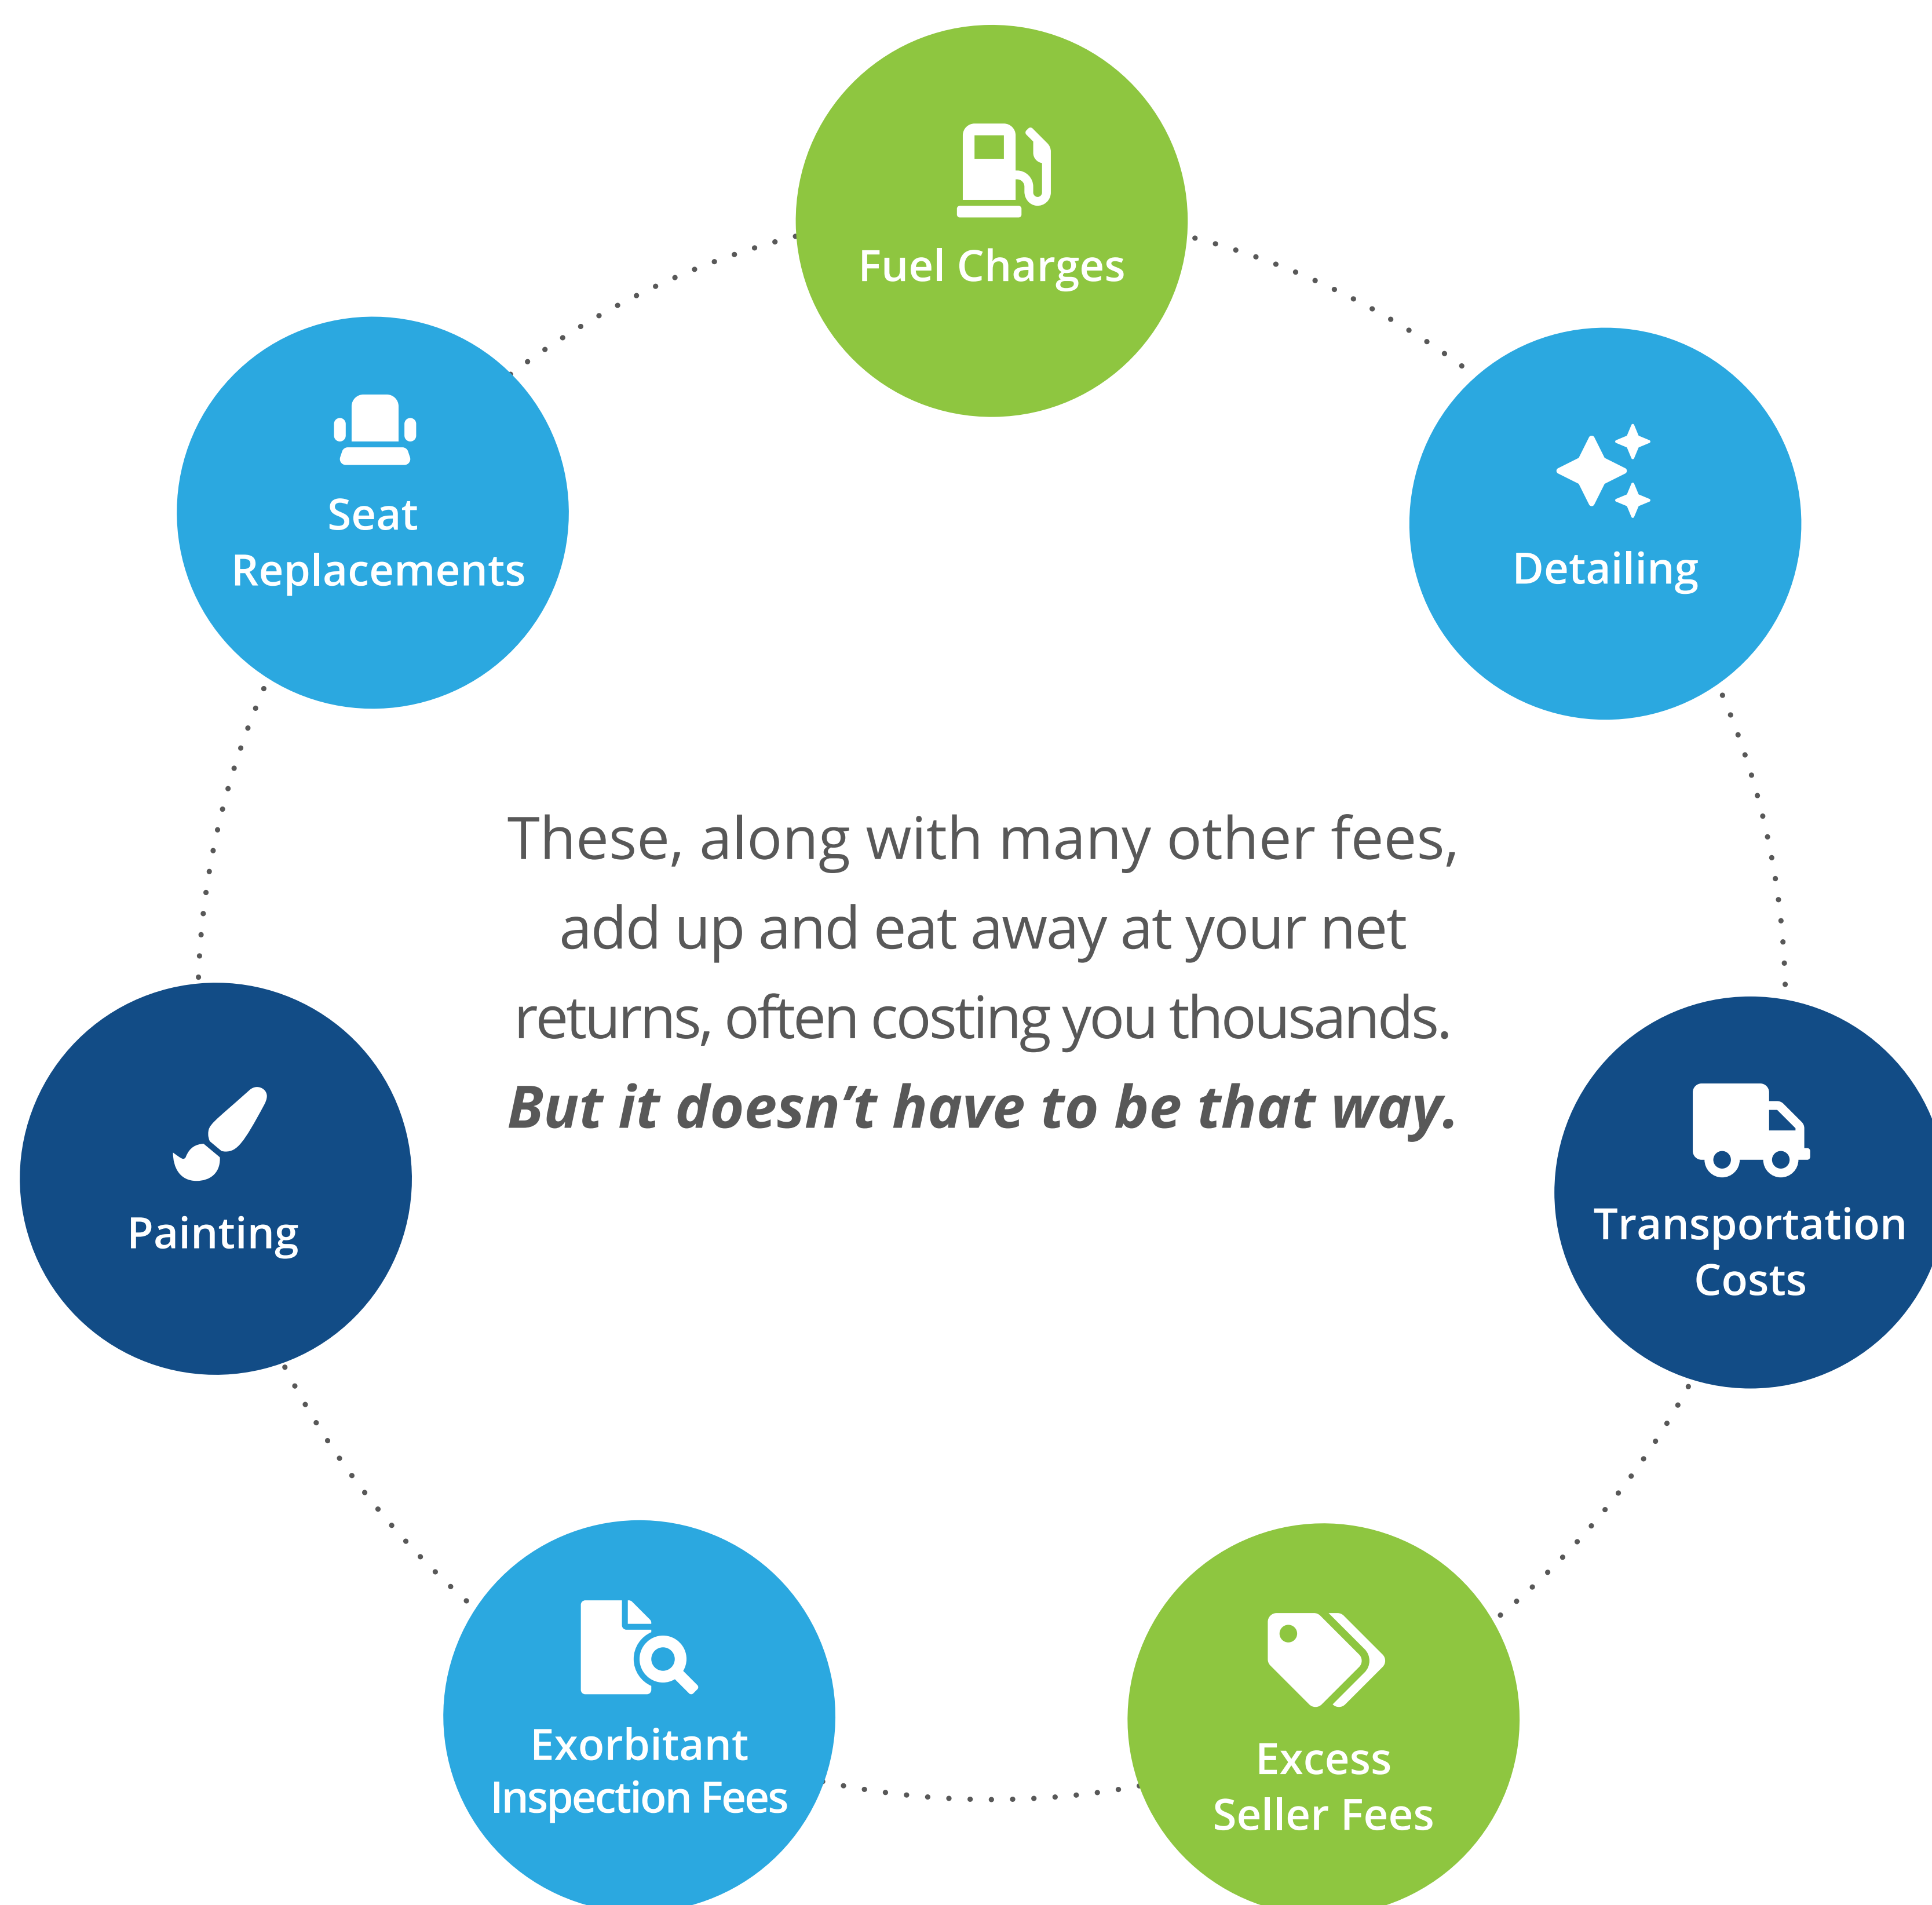 Fuel Charges
Seat
Replacements
Detailing
These, along with many other fees,
add up and eat away at your net
returns, often costing you thousands.
But it doesn’t have to be that way.
Painting
Transportation
Costs
Exorbitant
Inspection Fees
Excess
Seller Fees